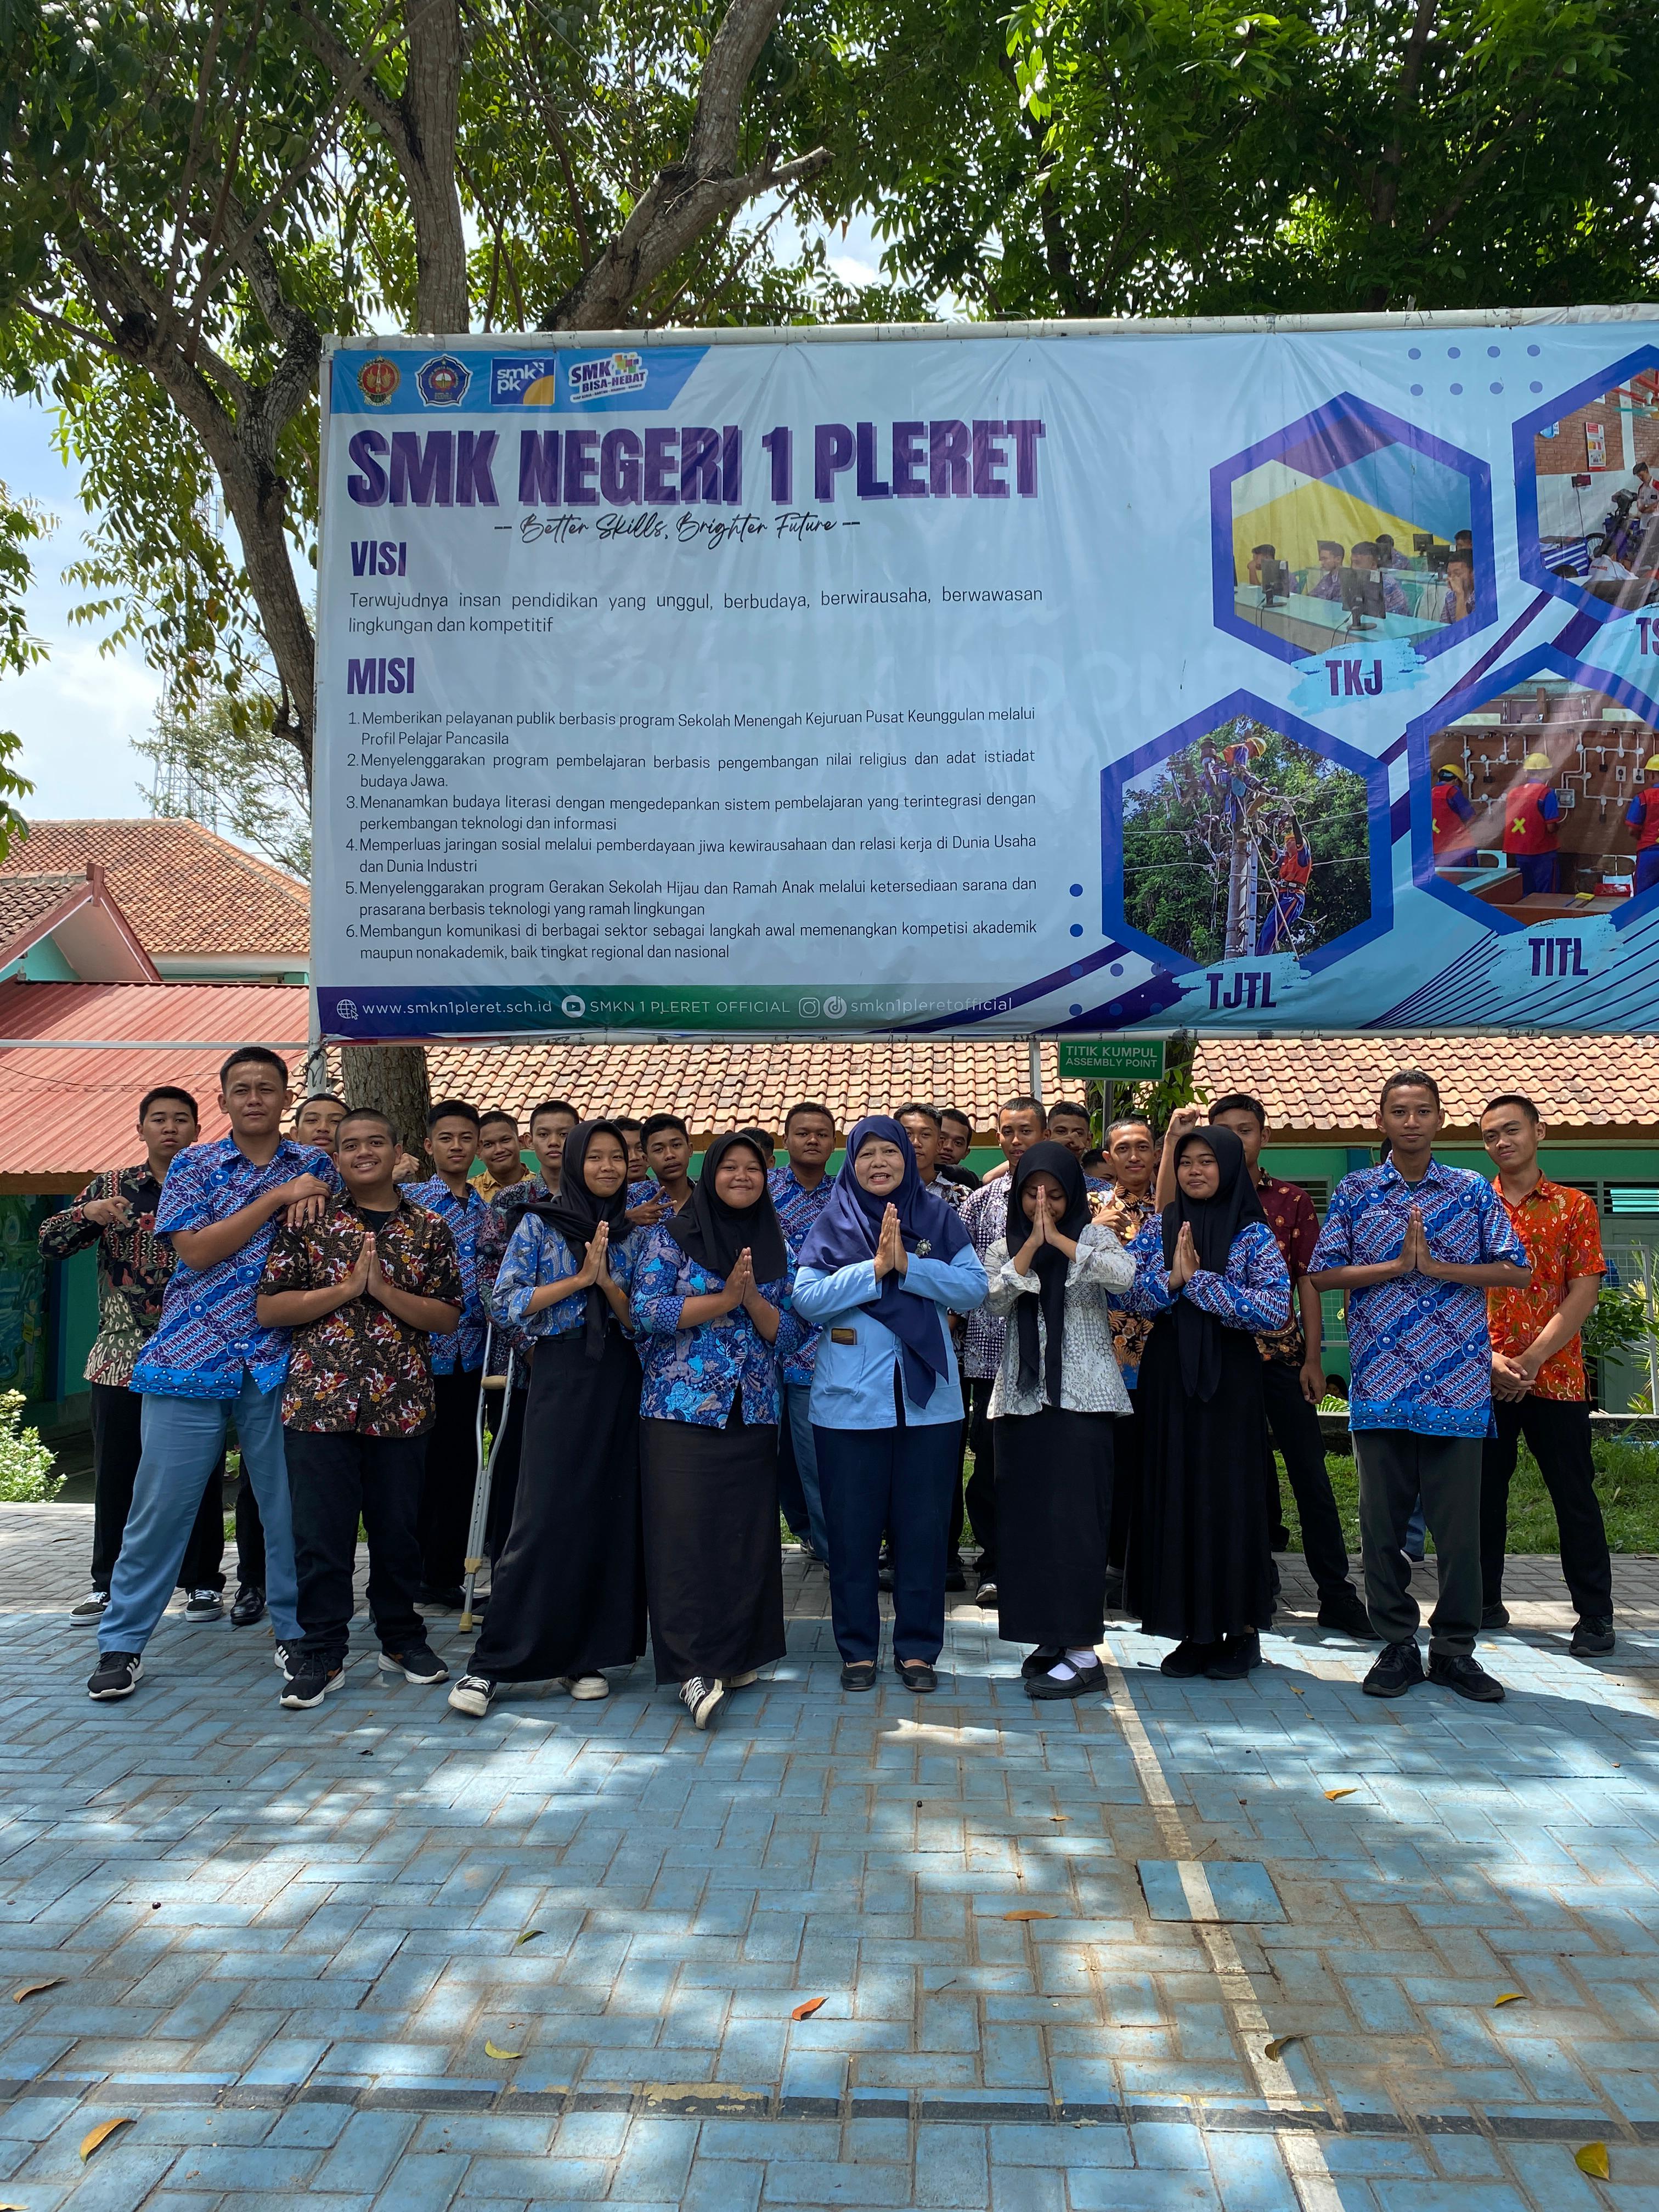 smk
pk
SMK
BISA-HEBAT
SMK NEGERI 1 PLERET
-- Better Skills, Brighter Future --
VISI
Terwujudnya insan pendidikan yang unggul, berbudaya, berwirausaha, berwawasan
lingkungan dan kompetitif
MISI
1. Memberikan pelayanan publik berbasis program Sekolah Menengah Kejuruan Pusat Keunggulan melalui
Profil Pelajar Pancasila
2. Menyelenggarakan program pembelajaran berbasis pengembangan nilai religius dan adat istiadat
budaya Jawa.
3. Menanamkan budaya literasi dengan mengedepankan sistem pembelajaran yang terintegrasi dengan
perkembangan teknologi dan informasi
4. Memperluas jaringan sosial melalui pemberdayaan jiwa kewirausahaan dan relasi kerja di Dunia Usaha
dan Dunia Industri
5. Menyelenggarakan program Gerakan Sekolah Hijau dan Ramah Anak melalui ketersediaan sarana dan
prasarana berbasis teknologi yang ramah lingkungan
6. Membangun komunikasi di berbagai sektor sebagai langkah awal memenangkan kompetisi akademik
maupun nonakademik, baik tingkat regional dan nasional
TKJ
TJTL
TITL
www.smkn1pleret.sch.id SMKN 1 PLERET OFFICIAL smkn1pleretofficial
TITIK KUMPUL
ASSEMBLY POINT